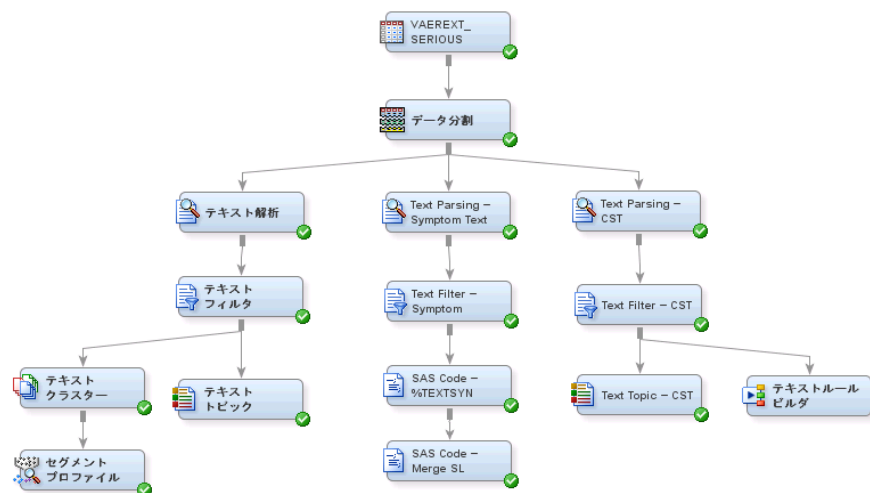 VAEREXT_
SERIOUS
データ分割
テキスト解析
Text Parsing –
Symptom Text
Text Parsing –
CST
テキスト
フィルタ
Text Filter –
Symptom
Text Filter – CST
テキスト
クラスター
テキスト
トピック
SAS Code –
%TEXTSYN
Text Topic – CST
テキストルール
ビルダ
セグメント
プロファイル
SAS Code –
Merge SL